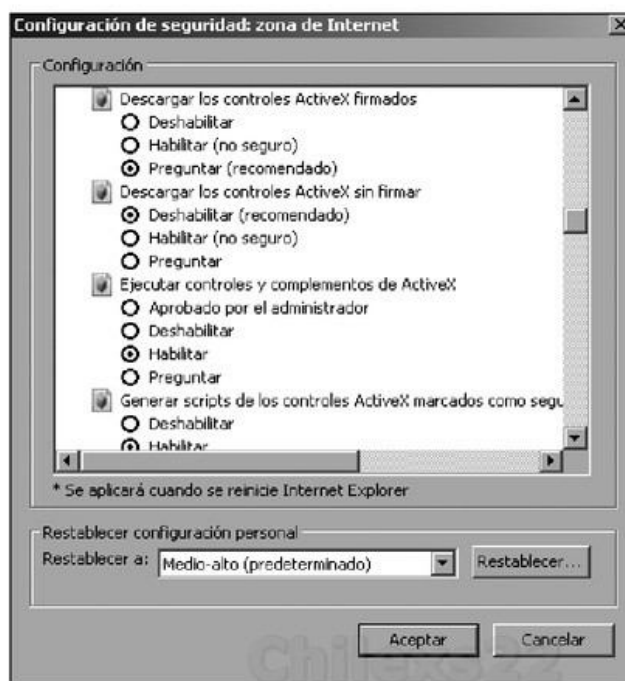 Configuración de seguridad: zona de Internet
Configuración
Descargar los controles ActiveX firmados
Deshabilitar
Habilitar (no seguro)
Preguntar (recomendado)
Descargar los controles ActiveX sin firmar
Deshabilitar (recomendado)
Habilitar (no seguro)
Preguntar
Ejecutar controles y complementos de ActiveX
Aprobado por el administrador
Deshabilitar
Habilitar
Preguntar
Generar scripts de los controles ActiveX marcados como segu
Deshabilitar
Habilitar
* Se aplicará cuando se reinicie Internet Explorer
Restablecer configuración personal
Restablecer a: Medio-alto (predeterminado) Restablecer...
Aceptar Cancelar